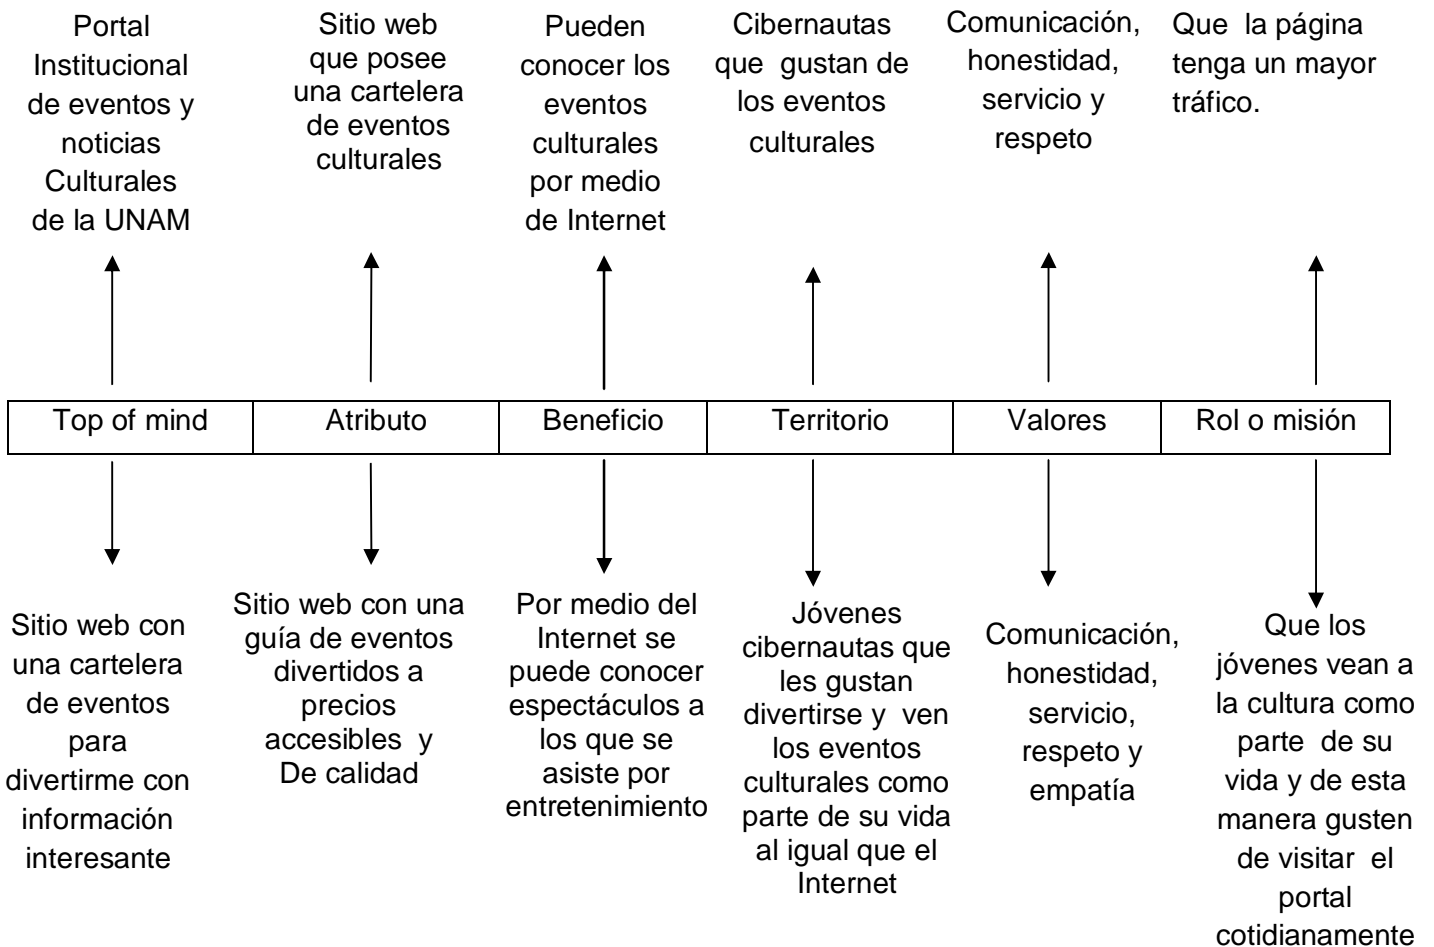 Portal
Institucional
de eventos y
noticias
Culturales
de la UNAM
Sitio web
que posee
una cartelera
de eventos
culturales
Pueden
conocer los
eventos
culturales
por medio
de Internet
Cibernautas
que gustan de
los eventos
culturales
Comunicación,
honestidad,
servicio y
respeto
Que la página
tenga un mayor
tráfico.
Top of mind
Atributo
Beneficio
Territorio
Valores
Rol o misión
Sitio web con
una cartelera
de eventos
para
divertirme con
información
interesante
Sitio web con una
guía de eventos
divertidos a
precios
accesibles y
De calidad
Por medio del
Internet se
puede conocer
espectáculos a
los que se
asiste por
entretenimiento
Jóvenes
cibernautas que
les gustan
divertirse y ven
los eventos
culturales como
parte de su vida
al igual que el
Internet
Comunicación,
honestidad,
servicio,
respeto y
empatía
Que los
jóvenes vean a
la cultura como
parte de su
vida y de esta
manera gusten
de visitar el
portal
cotidianamente